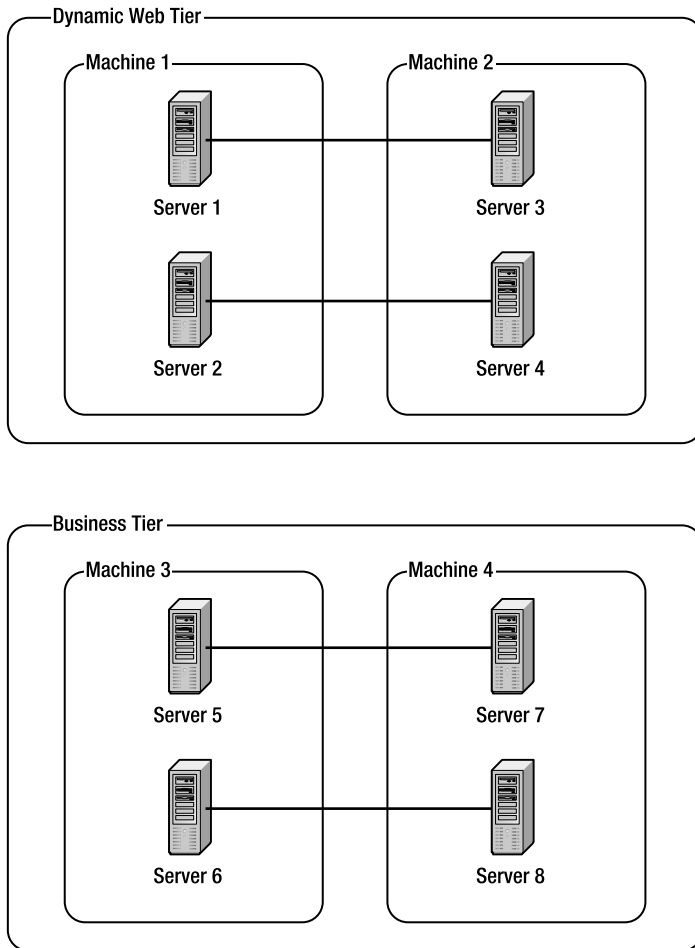 Dynamic Web Tier
Machine 1
Machine 2
Server 1
Server 3
Server 2
Server 4
Business Tier
Machine 3
Machine 4
Server 5
Server 7
Server 6
Server 8